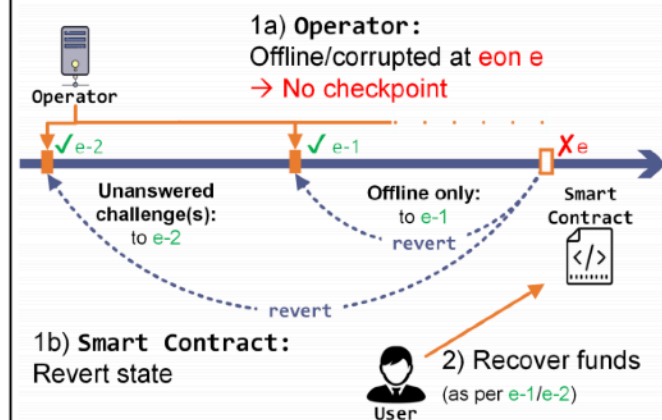 1a) Operator:
Offline/corrupted at eon e
→ No checkpoint
Operator
✓e-2
✓e-1
✗e
Unanswered
challenge(s):
to e-2
Offline only:
to e-1
revert
Smart
Contract
</>
revert
1b) Smart Contract:
Revert state
2) Recover funds
(as per e-1/e-2)
User